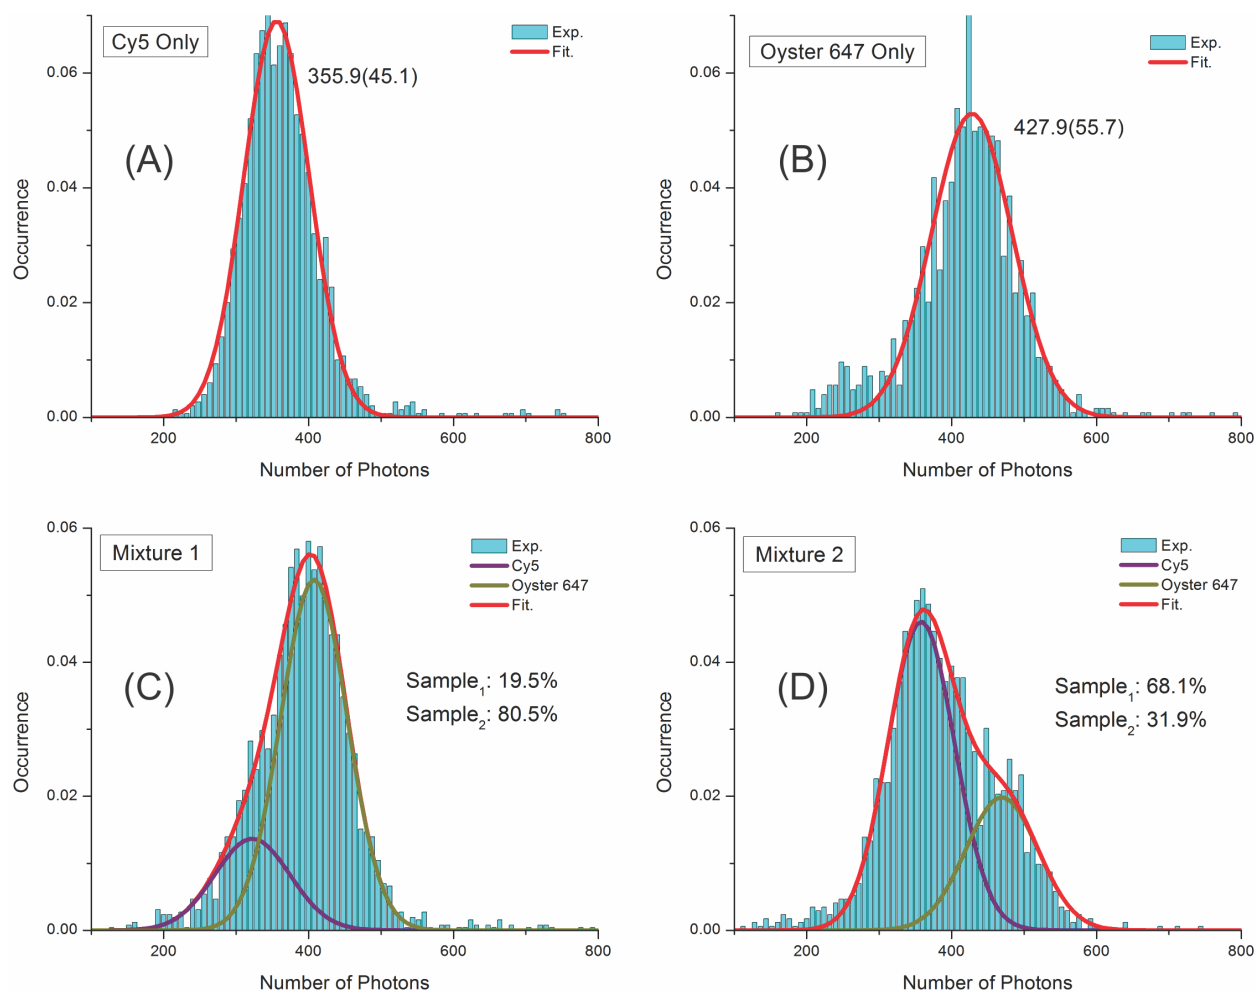 Cy5 Only
Exp.
Fit.
355.9(45.1)
(A)
0.06
0.04
0.02
0.00
Occurrence
200
400
600
800
Number of Photons
Oyster 647 Only
Exp.
Fit.
427.9(55.7)
(B)
0.06
0.04
0.02
0.00
Occurrence
200
400
600
800
Number of Photons
Mixture 1
Exp.
Cy5
Oyster 647
Fit.
(C)
Sample1: 19.5%
Sample2: 80.5%
0.06
0.04
0.02
0.00
Occurrence
200
400
600
800
Number of Photons
Mixture 2
Exp.
Cy5
Oyster 647
Fit.
(D)
Sample1: 68.1%
Sample2: 31.9%
0.06
0.04
0.02
0.00
Occurrence
200
400
600
800
Number of Photons